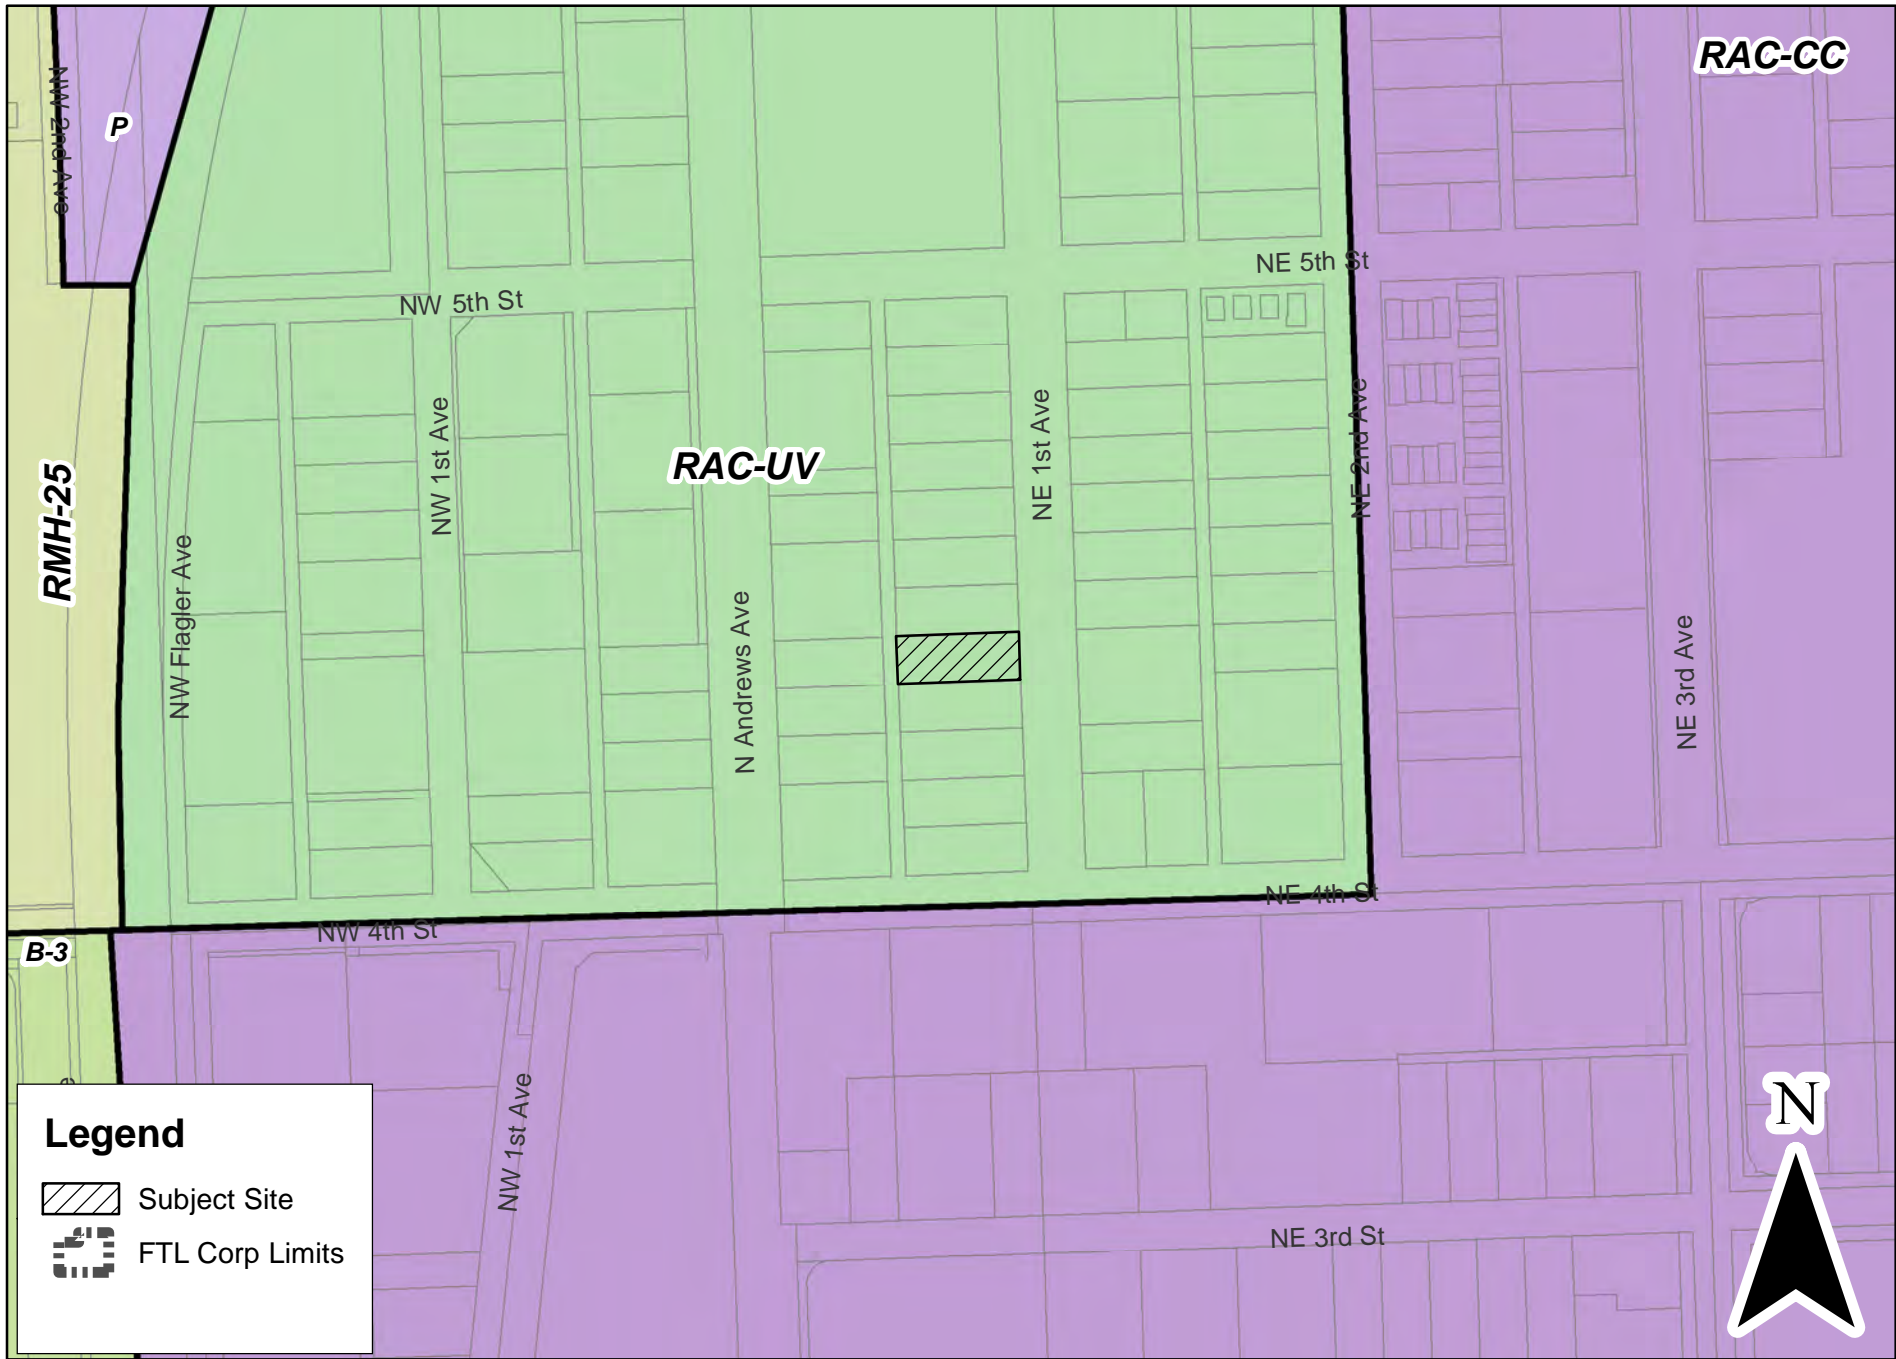 RAC-CC
NW 2nd Ave
P
NE 5th St
NW 5th St
NW 1st Ave
NE 1st Ave
NE 2nd Ave
RAC-UV
RMH-25
NW Flagler Ave
N Andrews Ave
NE 3rd Ave
NE 4th St
NW 4th St
B-3
NW 1st Ave
N
NE 3rd St
Legend
Subject Site
FTL Corp Limits